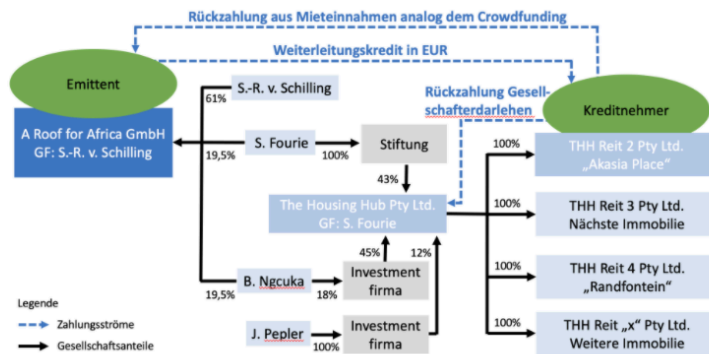 Rückzahlung aus Mieteinnahmen analog dem Crowdfunding
Weiterleitungskredit in EUR
Emittent
61%
S.-R. v. Schilling
Rückzahlung Gesell-
schafterdarlehen
Kreditnehmer
A Roof for Africa GmbH
GF: S.-R. v. Schilling
19,5%
S. Fourie
100%
Stiftung
43%
100%
THH Reit 2 Pty Ltd.
„Akasia Place“
The Housing Hub Pty Ltd.
GF: S. Fourie
100%
THH Reit 3 Pty Ltd.
Nächste Immobilie
45%
12%
19,5%
B. Ngcuka
18%
Investment
firma
100%
THH Reit 4 Pty Ltd.
„Randfontein“
Legende
Zahlungsströme
Gesellschaftsanteile
J. Pepler
100%
Investment
firma
100%
THH Reit „x“ Pty Ltd.
Weitere Immobilie